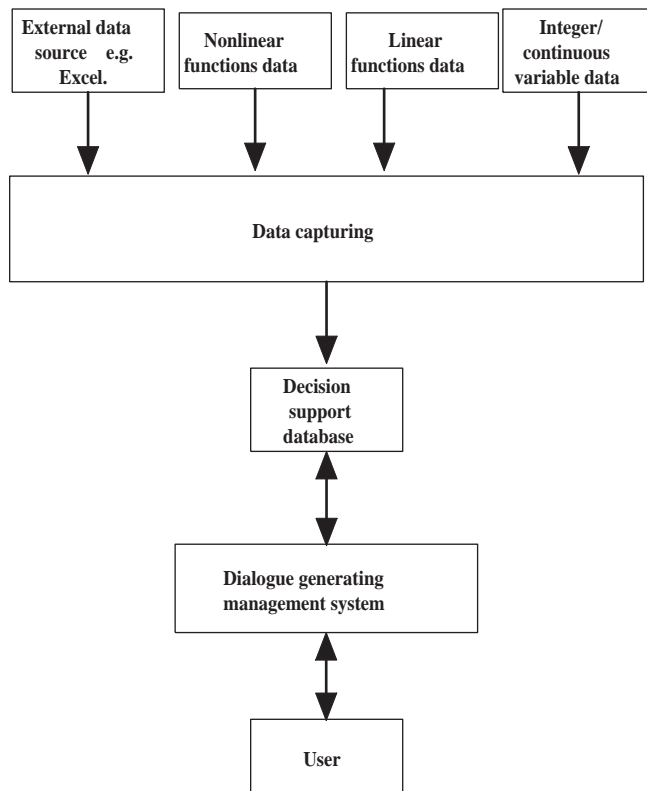 External data
source e.g.
Excel.
Nonlinear
functions data
Linear
functions data
Integer/
continuous
variable data
Data capturing
Decision
support
database
Dialogue generating
management system
User